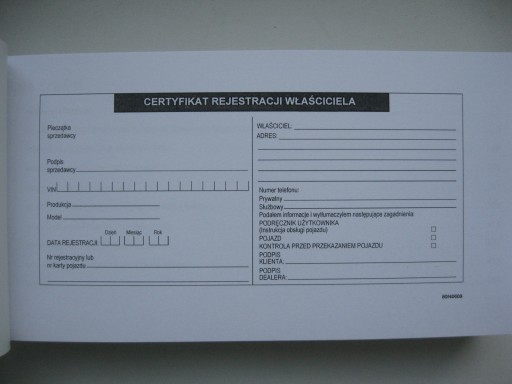 CERTYFIKAT REJESTRACJI WŁAŚCICIELA
Pieczątka
sprzedawcy
Podpis
sprzedawcy
VIN
Produkcja
Model
Dzień Miesiąc Rok
DATA REJESTRACJI
Nr rejestracyjny lub
nr karty pojazdu
WŁAŚCICIEL:
ADRES:
Numer telefonu:
Prywatny
Służbowy
Podałem informacje i wytłumaczyłem następujące zagadnienia:
PODRĘCZNIK UŻYTKOWNIKA
(Instrukcja obsługi pojazdu)
POJAZD
KONTROLA PRZED PRZEKAZANIEM POJAZDU
PODPIS
KLIENTA:
PODPIS
DEALERA: